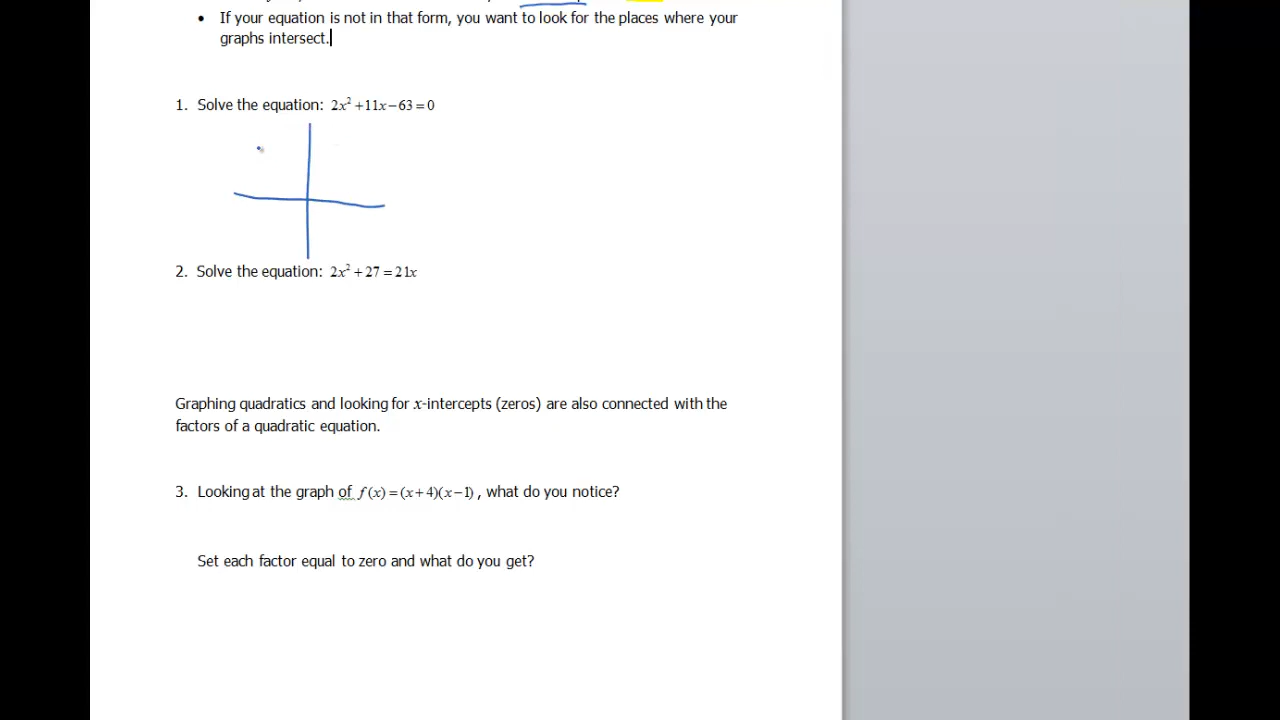 • If your equation is not in that form, you want to look for the places where your
graphs intersect.
1. Solve the equation: 2x² +11x−63 = 0
2. Solve the equation: 2x² + 27 = 21x
Graphing quadratics and looking for x-intercepts (zeros) are also connected with the
factors of a quadratic equation.
3. Looking at the graph of f(x) = (x+4)(x−1), what do you notice?
Set each factor equal to zero and what do you get?